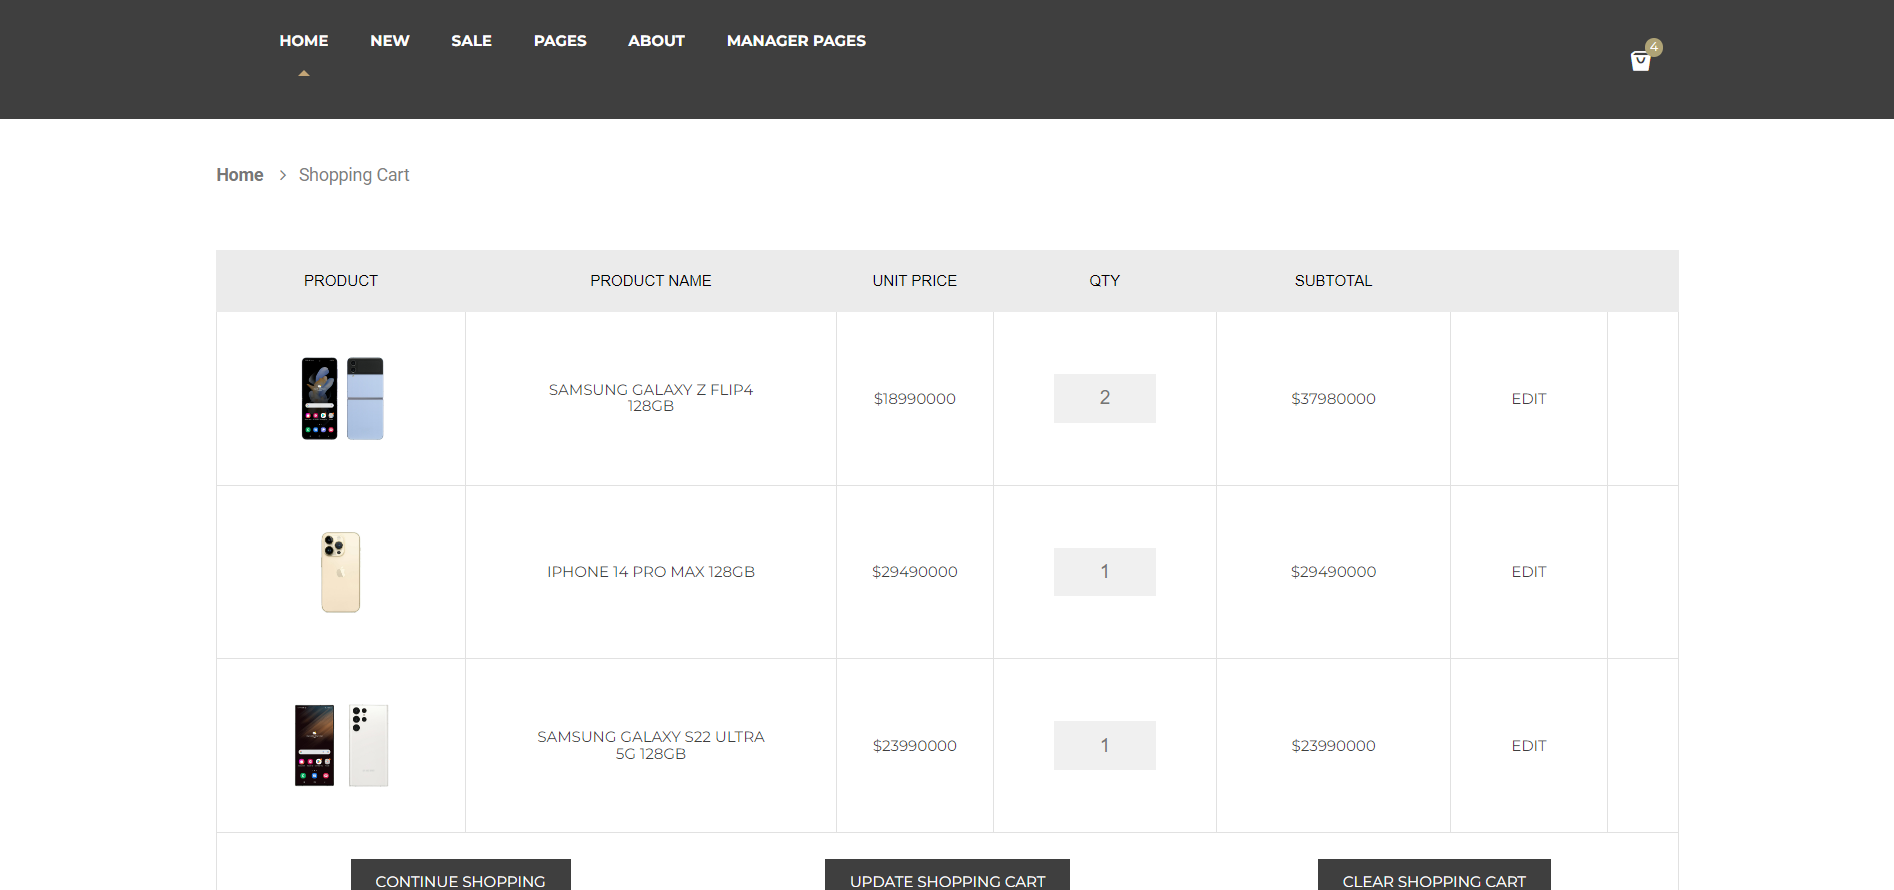 HOME NEW SALE PAGES ABOUT MANAGER PAGES
4
Home > Shopping Cart
PRODUCT PRODUCT NAME UNIT PRICE QTY SUBTOTAL
SAMSUNG GALAXY Z FLIP4
128GB
$18990000 2 $37980000 EDIT
IPHONE 14 PRO MAX 128GB $29490000 1 $29490000 EDIT
SAMSUNG GALAXY S22 ULTRA
5G 128GB
$23990000 1 $23990000 EDIT
CONTINUE SHOPPING UPDATE SHOPPING CART CLEAR SHOPPING CART